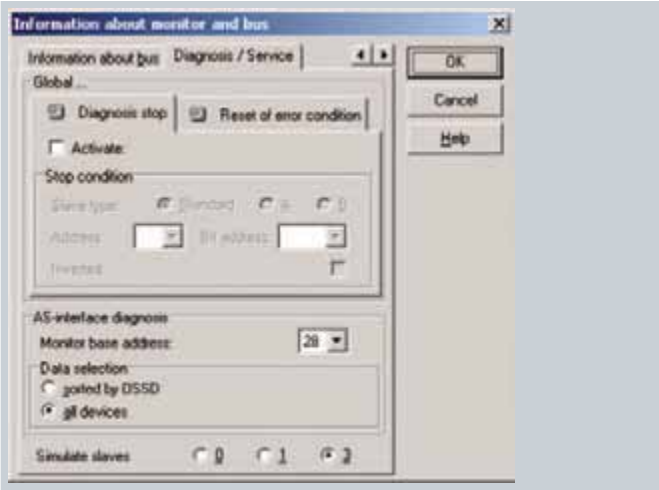 Information about monitor and bus
Information about bus Diagnosis / Service
OK
Global ...
Cancel
Diagnosis stop Reset of error condition
Help
Activate
Stop condition
Slave type: Standard A B
Address Bit address:
Inverted
AS-interface diagnosis
Monitor base address: 28
Data selection
sorted by OSSD
all devices
Simulate slaves 0 1 3